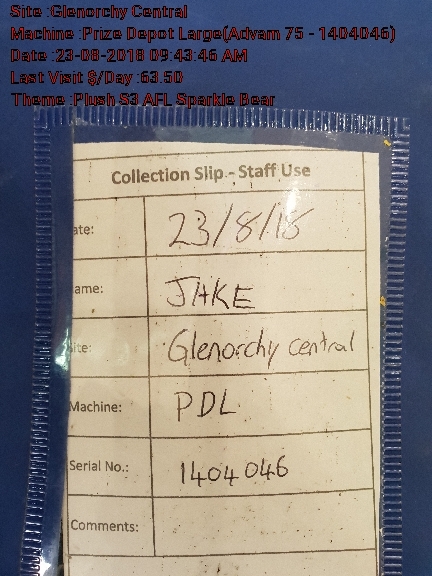 Site :Glenorchy Central
Machine :Prize Depot Large(Advam 75 - 1404046)
Date :23-08-2018 09:43:46 AM
Last Visit $/Day :63.50
Theme :Plush S3 AFL Sparkle Bear
Collection Slip - Staff Use
ate: 23/8/18
ame: JAKE
ite: Glenorchy central
Machine: PDL
Serial No.: 1404046
Comments: